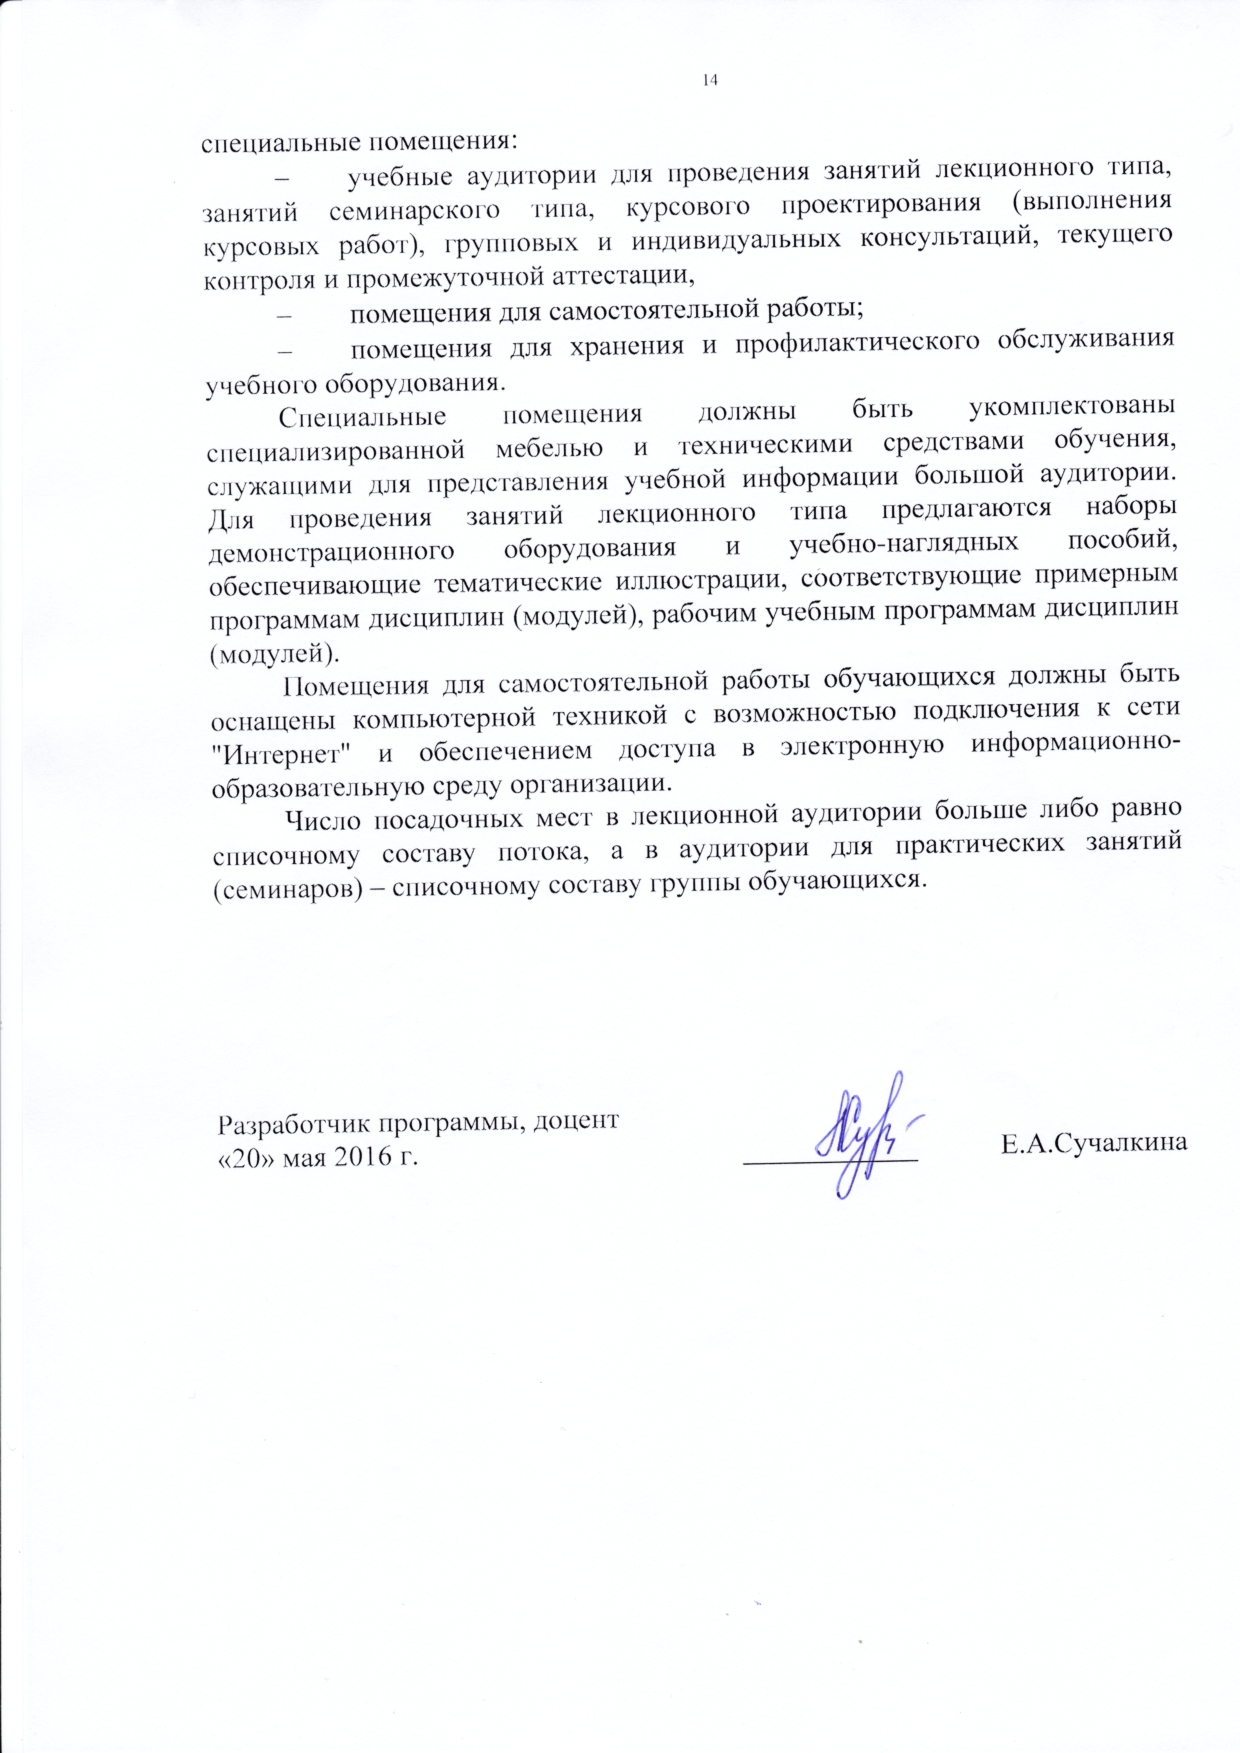 14
специальные помещения:
– учебные аудитории для проведения занятий лекционного типа,
занятий семинарского типа, курсового проектирования (выполнения
курсовых работ), групповых и индивидуальных консультаций, текущего
контроля и промежуточной аттестации,
– помещения для самостоятельной работы;
– помещения для хранения и профилактического обслуживания
учебного оборудования.
Специальные помещения должны быть укомплектованы
специализированной мебелью и техническими средствами обучения,
служащими для представления учебной информации большой аудитории.
Для проведения занятий лекционного типа предлагаются наборы
демонстрационного оборудования и учебно-наглядных пособий,
обеспечивающие тематические иллюстрации, соответствующие примерным
программам дисциплин (модулей), рабочим учебным программам дисциплин
(модулей).
Помещения для самостоятельной работы обучающихся должны быть
оснащены компьютерной техникой с возможностью подключения к сети
"Интернет" и обеспечением доступа в электронную информационно-
образовательную среду организации.
Число посадочных мест в лекционной аудитории больше либо равно
списочному составу потока, а в аудитории для практических занятий
(семинаров) – списочному составу группы обучающихся.
Разработчик программы, доцент
«20» мая 2016 г. Е.А.Сучалкина